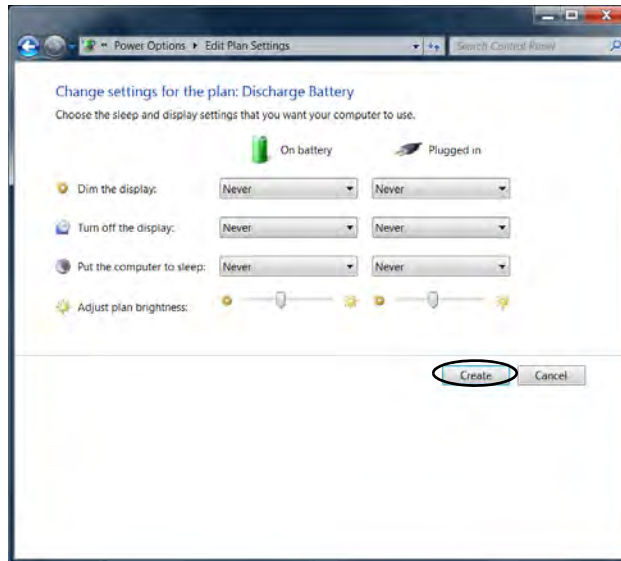 Power Options ▸ Edit Plan Settings
Search Control Panel
Change settings for the plan: Discharge Battery
Choose the sleep and display settings that you want your computer to use.
On battery Plugged in
Dim the display: Never Never
Turn off the display: Never Never
Put the computer to sleep: Never Never
Adjust plan brightness:
Create Cancel